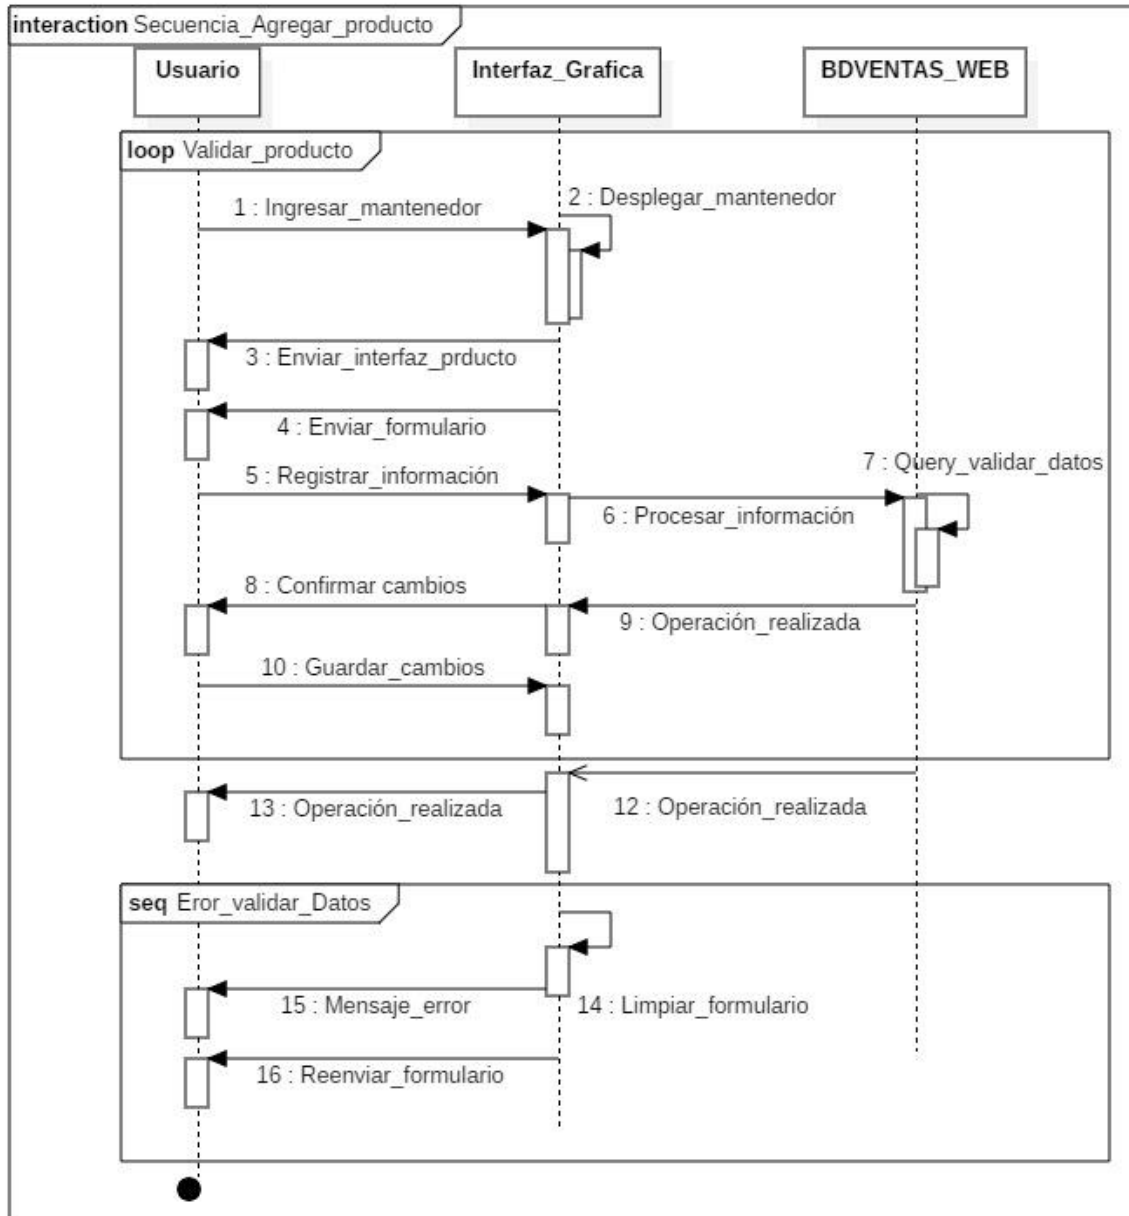 interaction Secuencia_Agregar_producto
Usuario
Interfaz_Grafica
BDVENTAS_WEB
loop Validar_producto
1 : Ingresar_mantenedor
2 : Desplegar_mantenedor
3 : Enviar_interfaz_prducto
4 : Enviar_formulario
5 : Registrar_información
6 : Procesar_información
7 : Query_validar_datos
8 : Confirmar cambios
9 : Operación_realizada
10 : Guardar_cambios
12 : Operación_realizada
13 : Operación_realizada
seq Eror_validar_Datos
14 : Limpiar_formulario
15 : Mensaje_error
16 : Reenviar_formulario